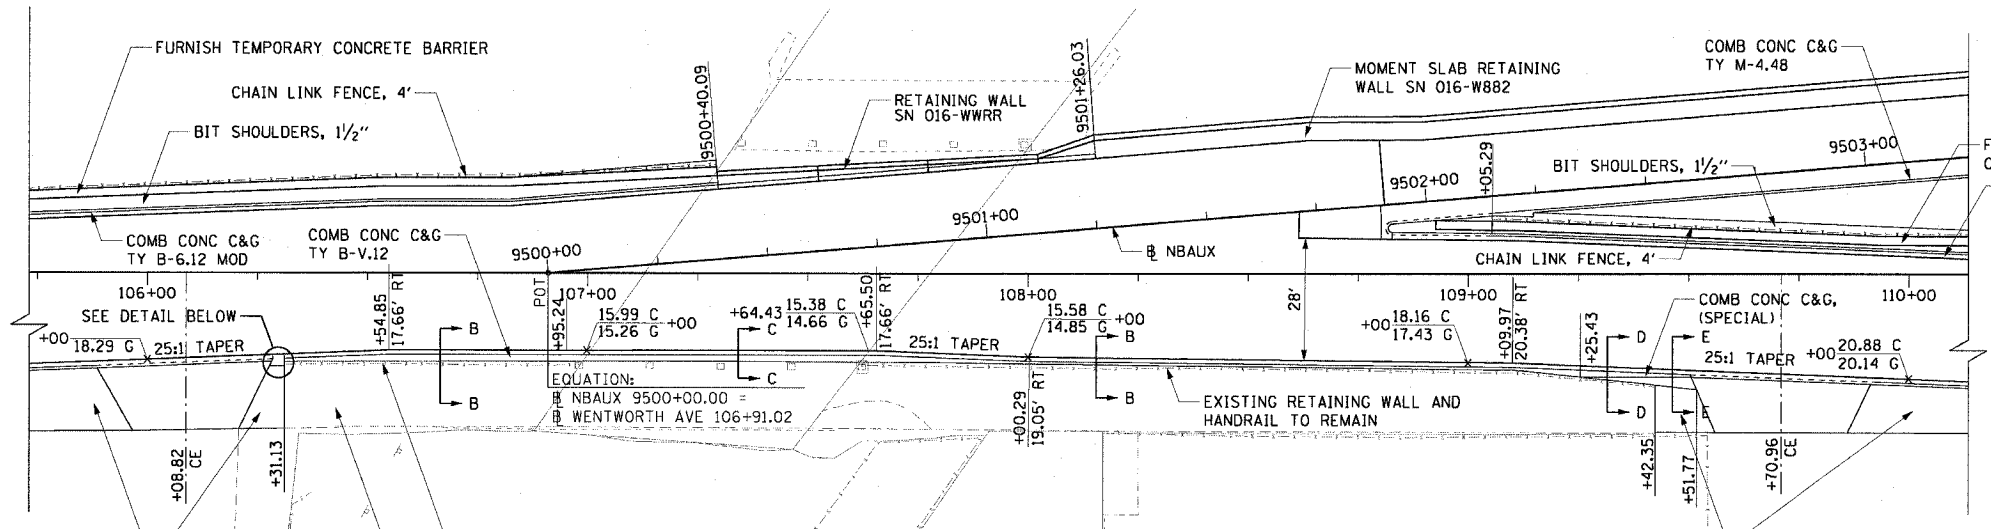 FURNISH TEMPORARY CONCRETE BARRIER
CHAIN LINK FENCE, 4'
BIT SHOULDERS, 1½"
9500+40.09
RETAINING WALL
SN 016-WWRR
9501+26.03
MOMENT SLAB RETAINING
WALL SN 016-W882
COMB CONC C&G
TY M-4.48
9503+00
BIT SHOULDERS, 1½"
+05.29
9502+00
9501+00
F
COMB CONC C&G
TY B-6.12 MOD
COMB CONC C&G
TY B-V.12
9500+00
℄ NBAUX
CHAIN LINK FENCE, 4'
106+00
107+00
108+00
109+00
110+00
SEE DETAIL BELOW
+54.85
17.66' RT
POT
+95.24
15.99 C
15.26 G
+00
+64.43
15.38 C
14.66 G
+65.50
17.66' RT
15.58 C
14.85 G
+00
28'
+00
18.16 C
17.43 G
+09.97
20.38' RT
+25.43
COMB CONC C&G,
(SPECIAL)
+00
18.29 G
25:1 TAPER
B
C
25:1 TAPER
B
D
E
25:1 TAPER
+00
20.88 C
20.14 G
B
C
B
D
E
EQUATION:
℄ NBAUX 9500+00.00 =
℄ WENTWORTH AVE 106+91.02
EXISTING RETAINING WALL AND
HANDRAIL TO REMAIN
+00.29
19.05' RT
+08.82
CE
+31.13
+42.35
+51.77
+70.96
CE